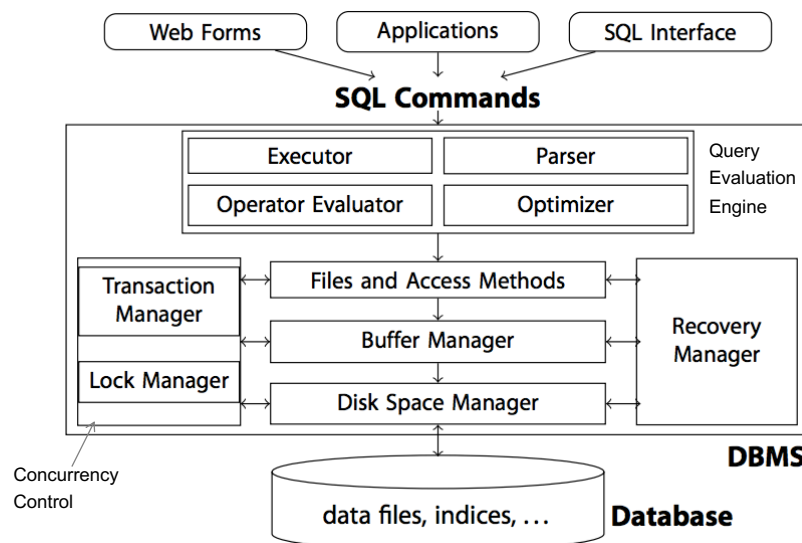 Web Forms
Applications
SQL Interface
SQL Commands
Executor
Parser
Operator Evaluator
Optimizer
Query
Evaluation
Engine
Transaction
Manager
Lock Manager
Files and Access Methods
Buffer Manager
Disk Space Manager
Recovery
Manager
DBMS
Concurrency
Control
data files, indices, ...
Database